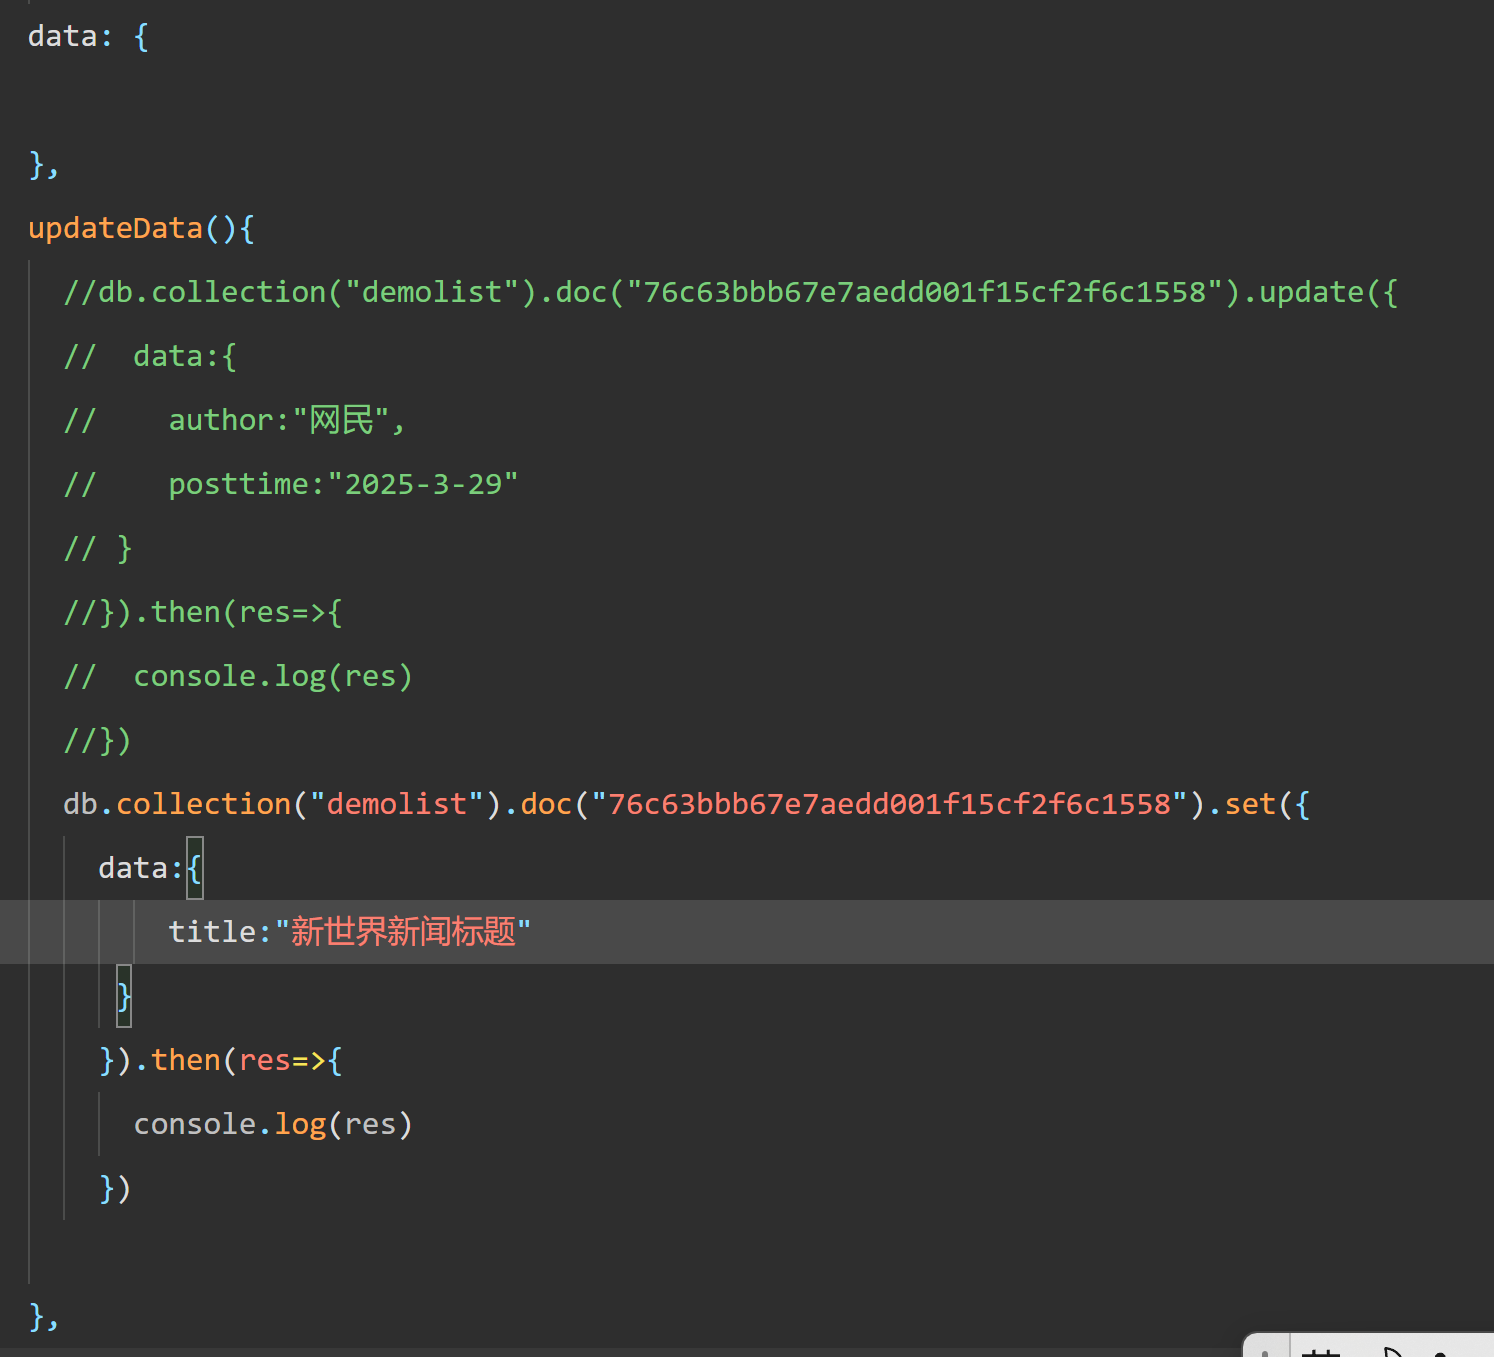 data: {
},
updateData(){
//db.collection("demolist").doc("76c63bbb67e7aedd001f15cf2f6c1558").update({
//  data:{
//    author:"网民",
//    posttime:"2025-3-29"
// }
//}).then(res=>{
//  console.log(res)
//})
db.collection("demolist").doc("76c63bbb67e7aedd001f15cf2f6c1558").set({
data:{
title:"新世界新闻标题"
}
}).then(res=>{
console.log(res)
})
},